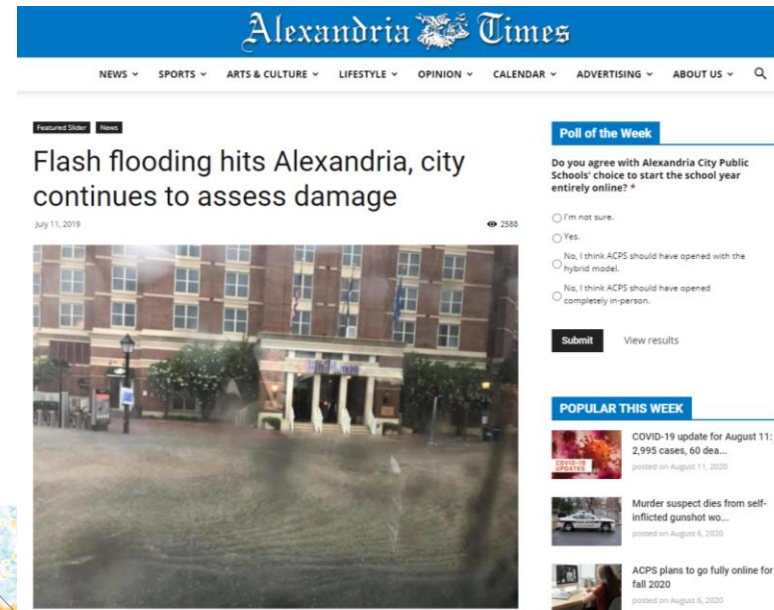 Alexandria Times
NEWS SPORTS ARTS & CULTURE LIFESTYLE OPINION CALENDAR ADVERTISING ABOUT US
Featured Slider News
Flash flooding hits Alexandria, city
continues to assess damage
July 11, 2019 2588
Poll of the Week
Do you agree with Alexandria City Public
Schools' choice to start the school year
entirely online? *
I'm not sure.
Yes.
No, I think ACPS should have opened with the
hybrid model.
No, I think ACPS should have opened
completely in-person.
Submit View results
POPULAR THIS WEEK
COVID-19 update for August 11:
2,995 cases, 60 dea...
posted on August 11, 2020
COVID-19
UPDATES
Murder suspect dies from self-
inflicted gunshot wo...
posted on August 6, 2020
ACPS plans to go fully online for
fall 2020
posted on August 6, 2020